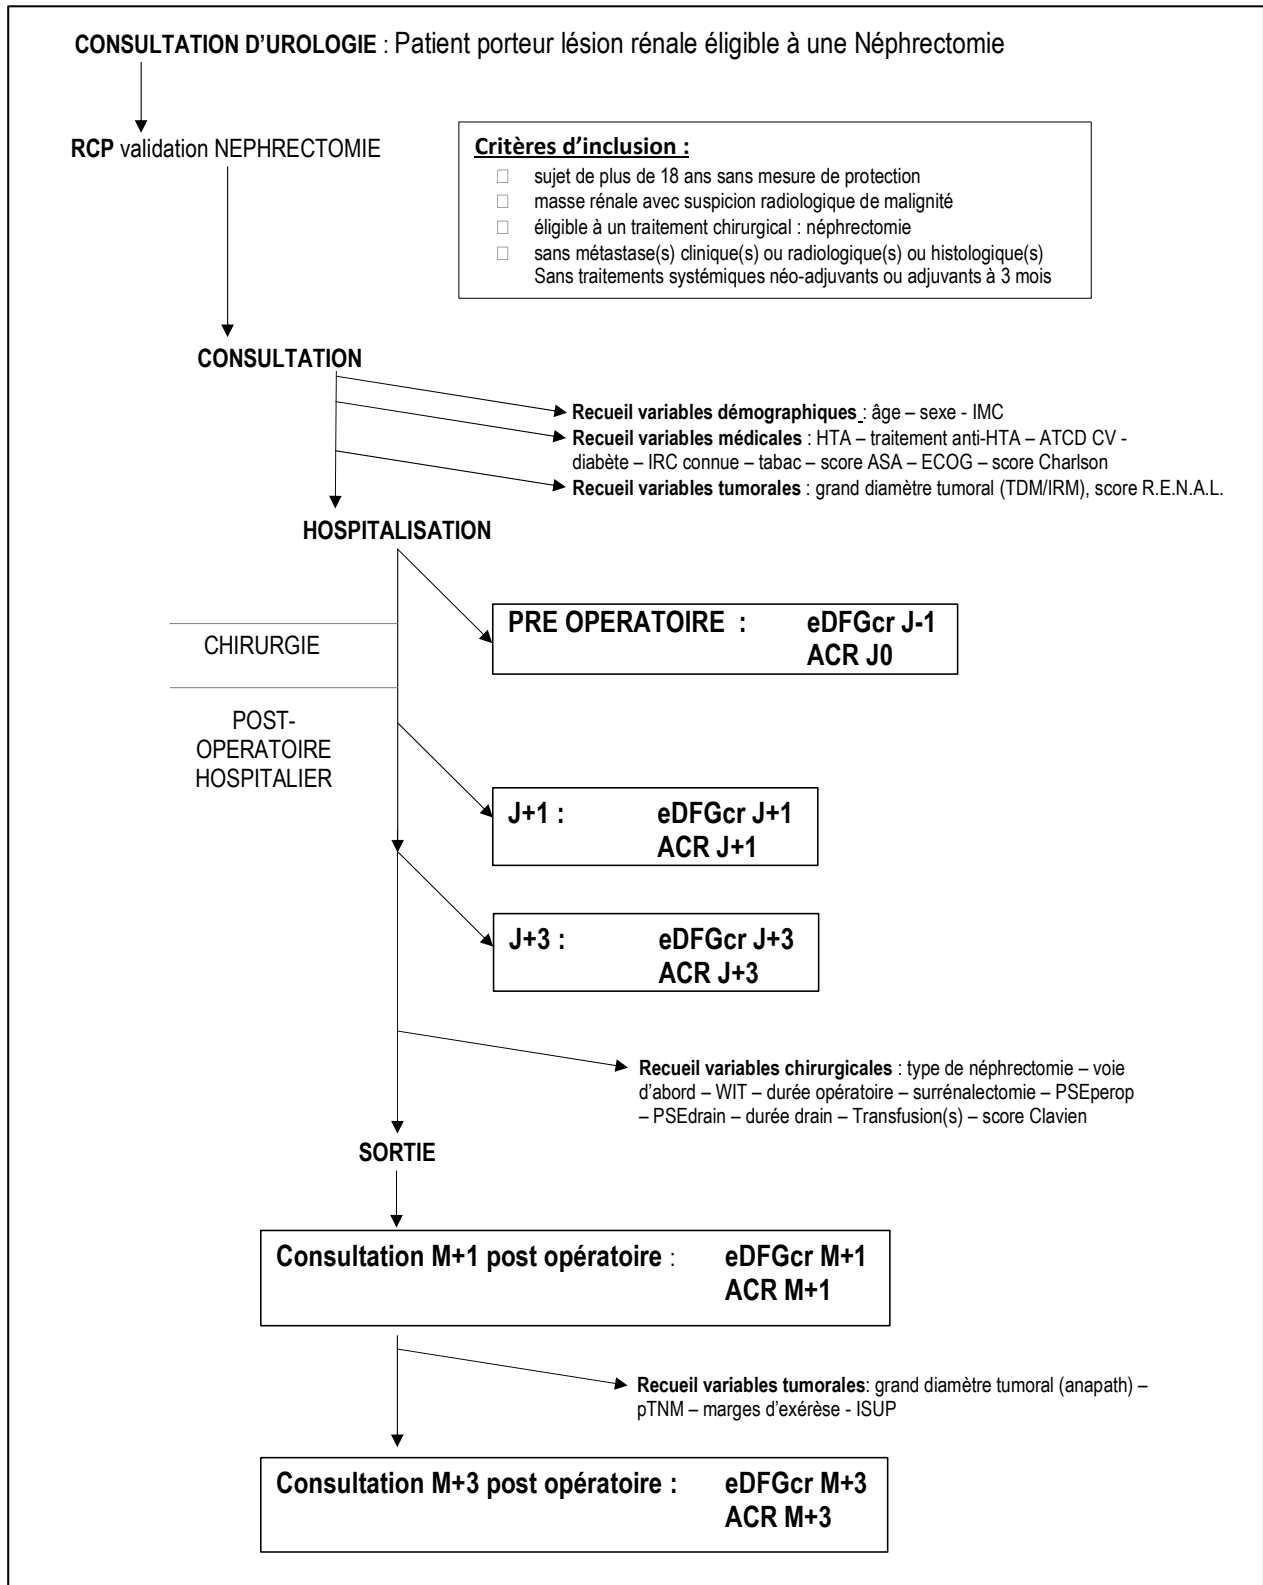 CONSULTATION D’UROLOGIE : Patient porteur lésion rénale éligible à une Néphrectomie
RCP validation NEPHRECTOMIE
Critères d’inclusion :
sujet de plus de 18 ans sans mesure de protection
masse rénale avec suspicion radiologique de malignité
éligible à un traitement chirurgical : néphrectomie
sans métastase(s) clinique(s) ou radiologique(s) ou histologique(s)
Sans traitements systémiques néo-adjuvants ou adjuvants à 3 mois
CONSULTATION
Recueil variables démographiques : âge – sexe - IMC
Recueil variables médicales : HTA – traitement anti-HTA – ATCD CV -
diabète – IRC connue – tabac – score ASA – ECOG – score Charlson
Recueil variables tumorales : grand diamètre tumoral (TDM/IRM), score R.E.N.A.L.
HOSPITALISATION
PRE OPERATOIRE : eDFGcr J-1
ACR J0
CHIRURGIE
POST-
OPERATOIRE
HOSPITALIER
J+1 : eDFGcr J+1
ACR J+1
J+3 : eDFGcr J+3
ACR J+3
Recueil variables chirurgicales : type de néphrectomie – voie
d’abord – WIT – durée opératoire – surrénalectomie – PSEperop
– PSEdrain – durée drain – Transfusion(s) – score Clavien
SORTIE
Consultation M+1 post opératoire : eDFGcr M+1
ACR M+1
Recueil variables tumorales: grand diamètre tumoral (anapath) –
pTNM – marges d’exérèse - ISUP
Consultation M+3 post opératoire : eDFGcr M+3
ACR M+3